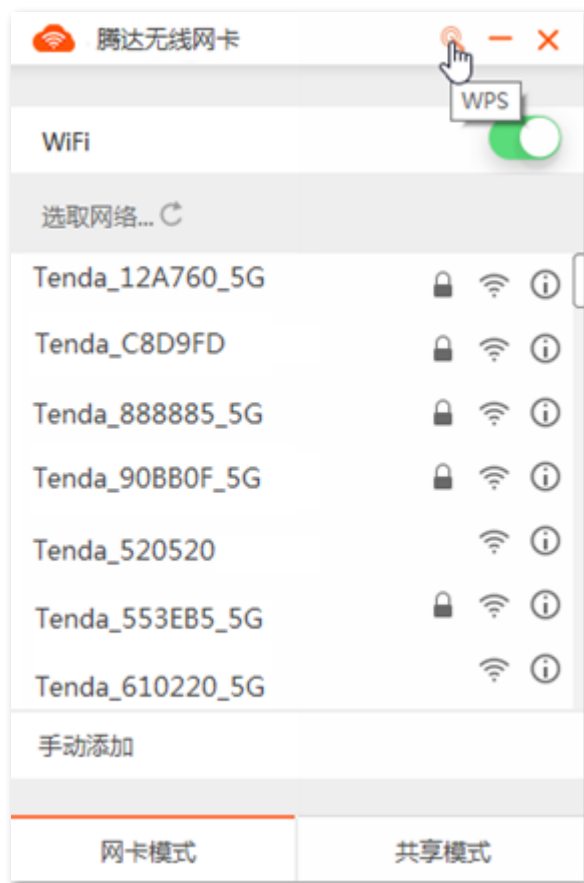 腾达无线网卡
WPS
WiFi
选取网络...
Tenda_12A760_5G
Tenda_C8D9FD
Tenda_888885_5G
Tenda_90BB0F_5G
Tenda_520520
Tenda_553EB5_5G
Tenda_610220_5G
手动添加
网卡模式 共享模式